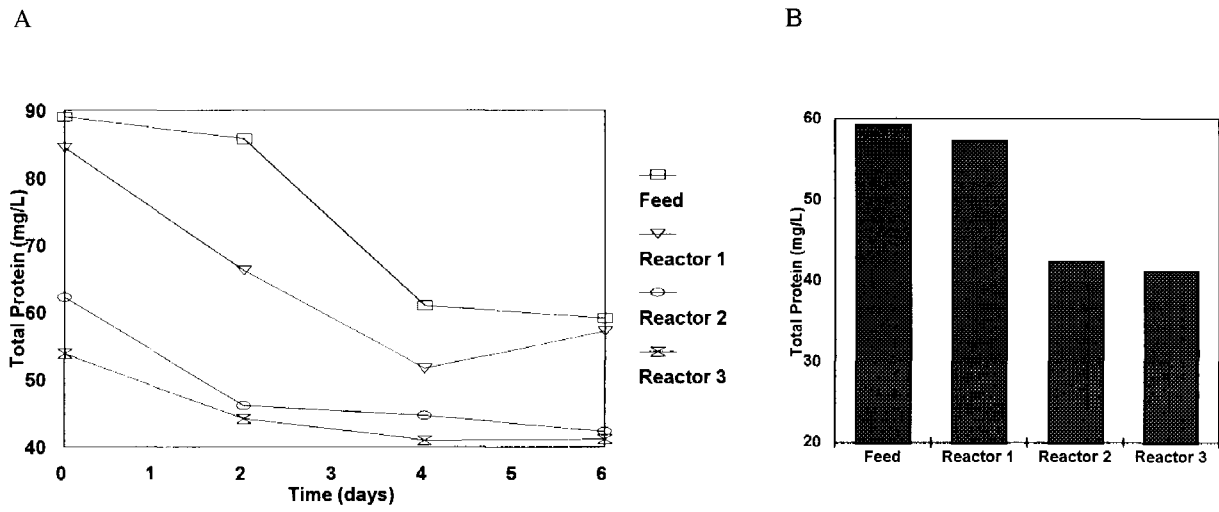 A
B
Total Protein (mg/L)
90
80
70
60
50
40
0
1
2
3
4
5
6
Time (days)
Feed
Reactor 1
Reactor 2
Reactor 3
Total Protein (mg/L)
60
50
40
30
20
Feed
Reactor 1
Reactor 2
Reactor 3